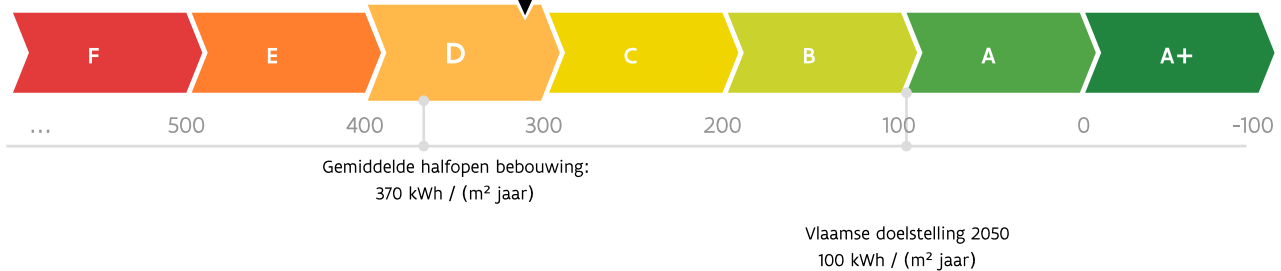 F E D C B A A+
... 500 400 300 200 100 0 -100
Gemiddelde halfopen bebouwing:
370 kWh / (m² jaar)
Vlaamse doelstelling 2050
100 kWh / (m² jaar)